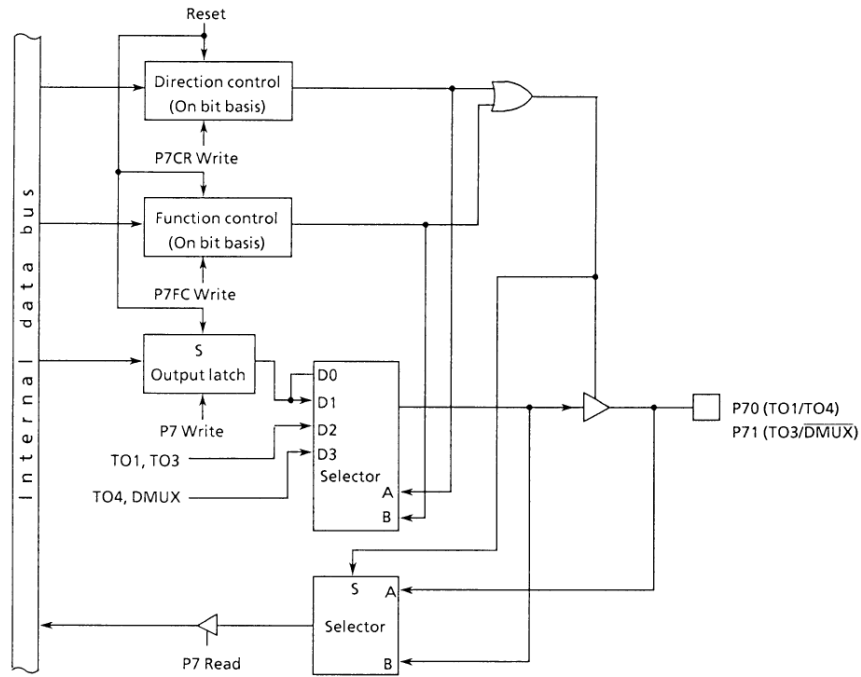 Reset
Internal data bus
Direction control
(On bit basis)
P7CR Write
Function control
(On bit basis)
P7FC Write
S
Output latch
P7 Write
D0
D1
D2
D3
Selector
A
B
TO1, TO3
TO4, DMUX
P70 (TO1/TO4)
P71 (TO3/DMUX)
S
A
Selector
B
P7 Read